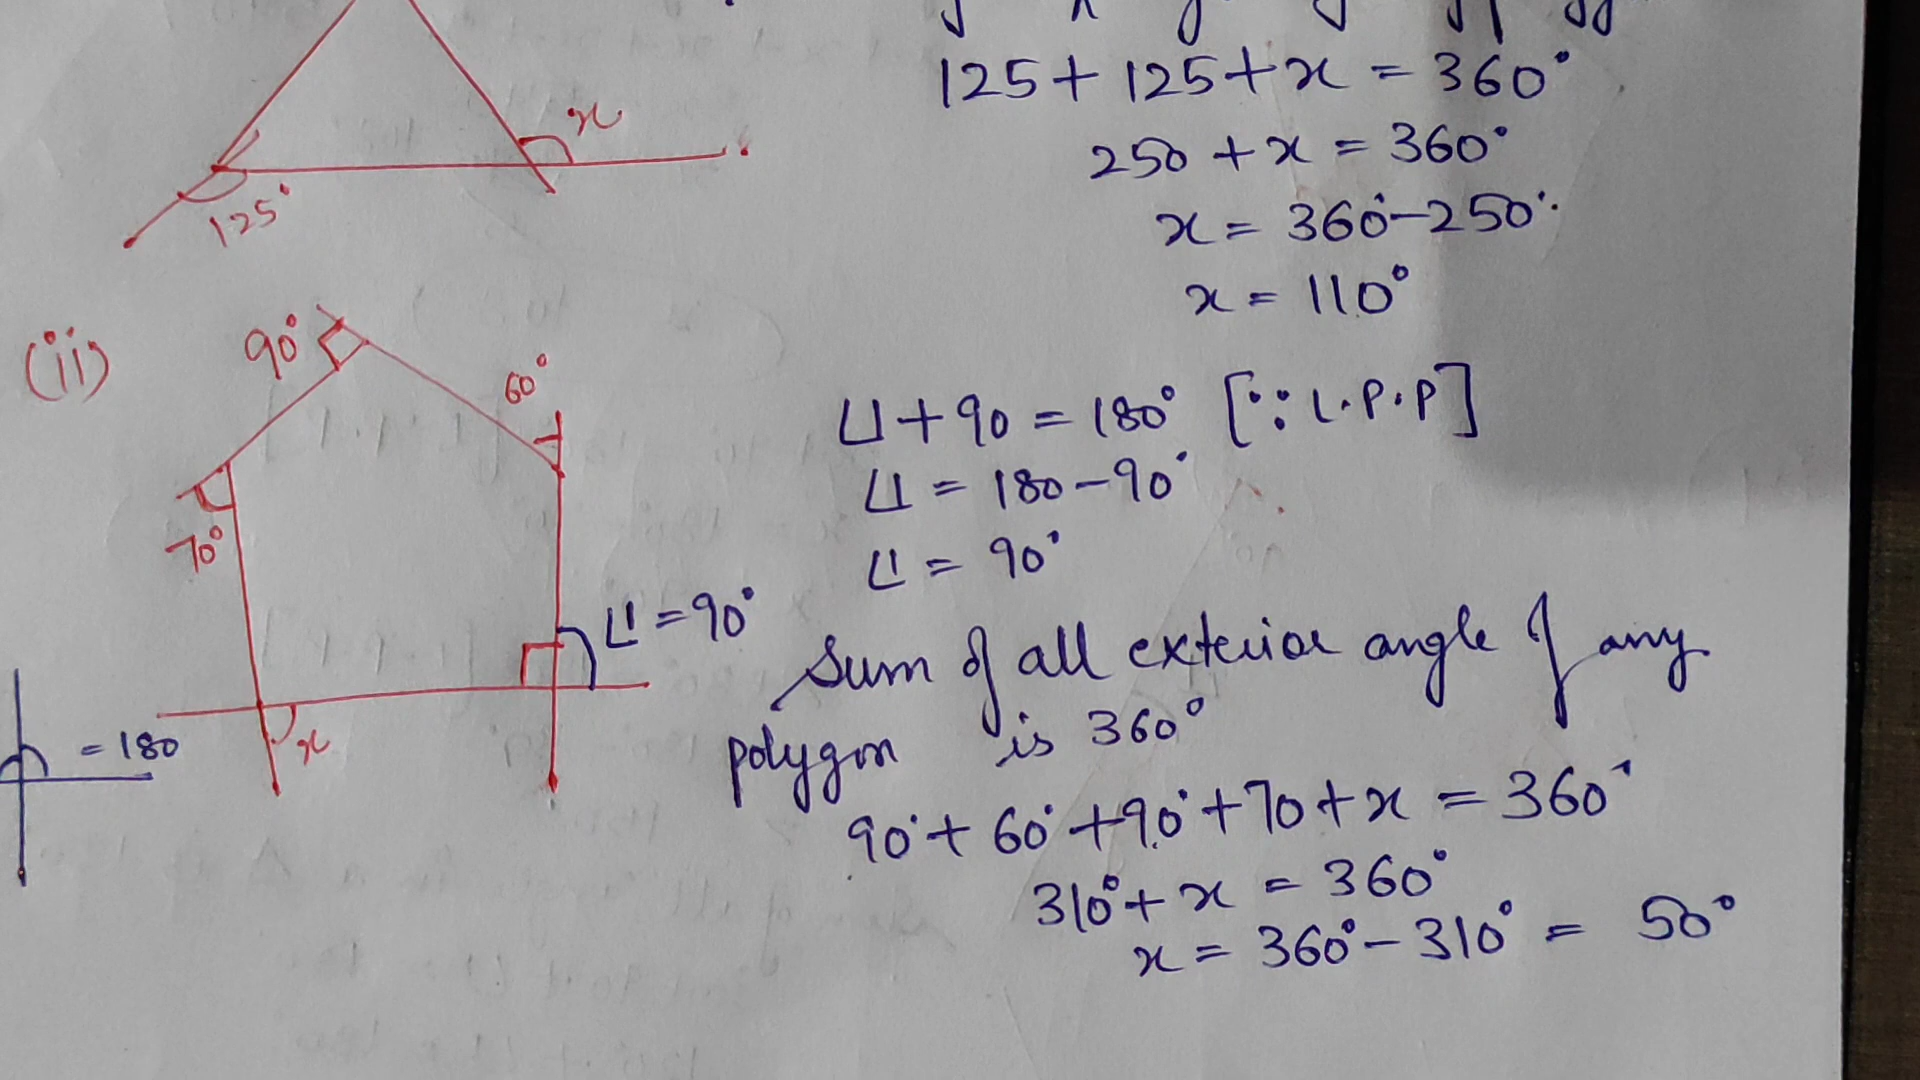 125 + 125 + x = 360°
250 + x = 360°
x = 360° - 250°
x = 110°
x
125°
(ii)
90°
60°
70°
∠1 = 90°
x
= 180
∠1 + 90 = 180° [∵ L.P.P]
∠1 = 180 - 90°
∠1 = 90°
Sum of all exterior angle of any
polygon is 360°
90° + 60° + 90° + 70 + x = 360°
310° + x = 360°
x = 360° - 310° = 50°